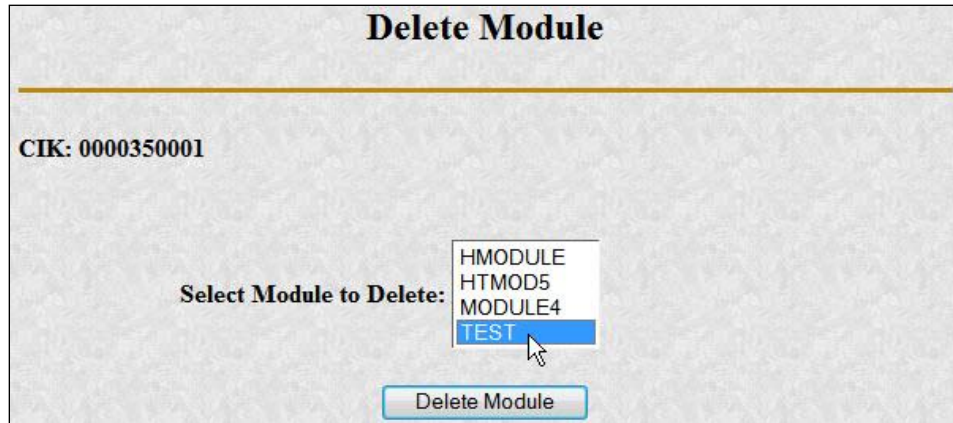 Delete Module
CIK: 0000350001
Select Module to Delete:
HMODULE
HTMOD5
MODULE4
TEST
Delete Module